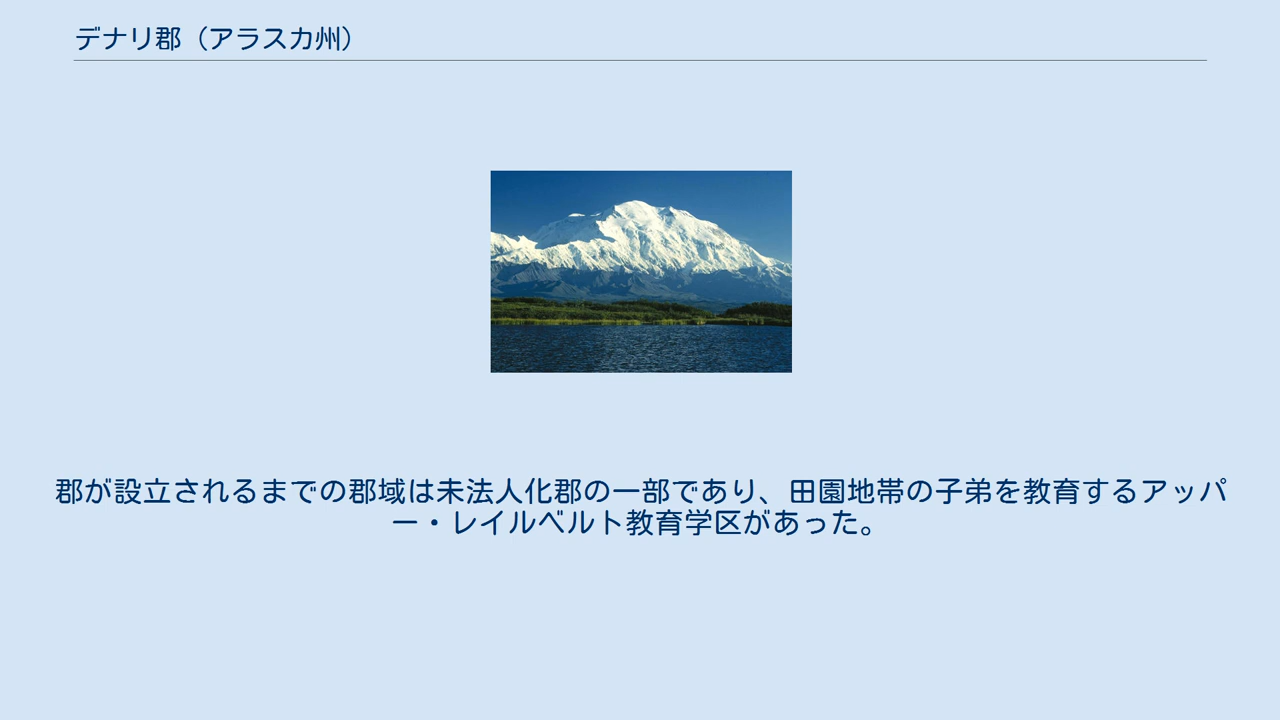 デナリ郡（アラスカ州）
郡が設立されるまでの郡域は未法人化郡の一部であり、田園地帯の子弟を教育するアッパ
ー・レイルベルト教育学区があった。